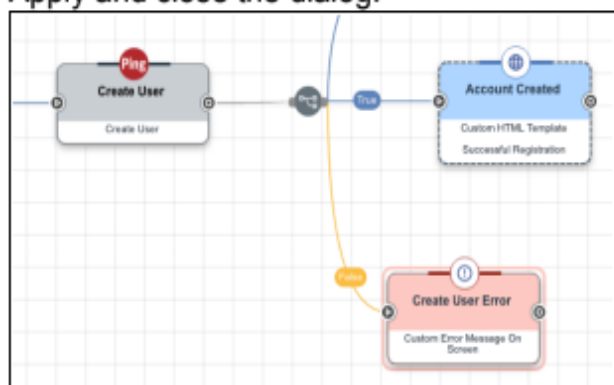 Apply and close the dialog.
Ping
Create User
Create User
True
Account Created
Custom HTML Template
Successful Registration
False
Create User Error
Custom Error Message On
Screen